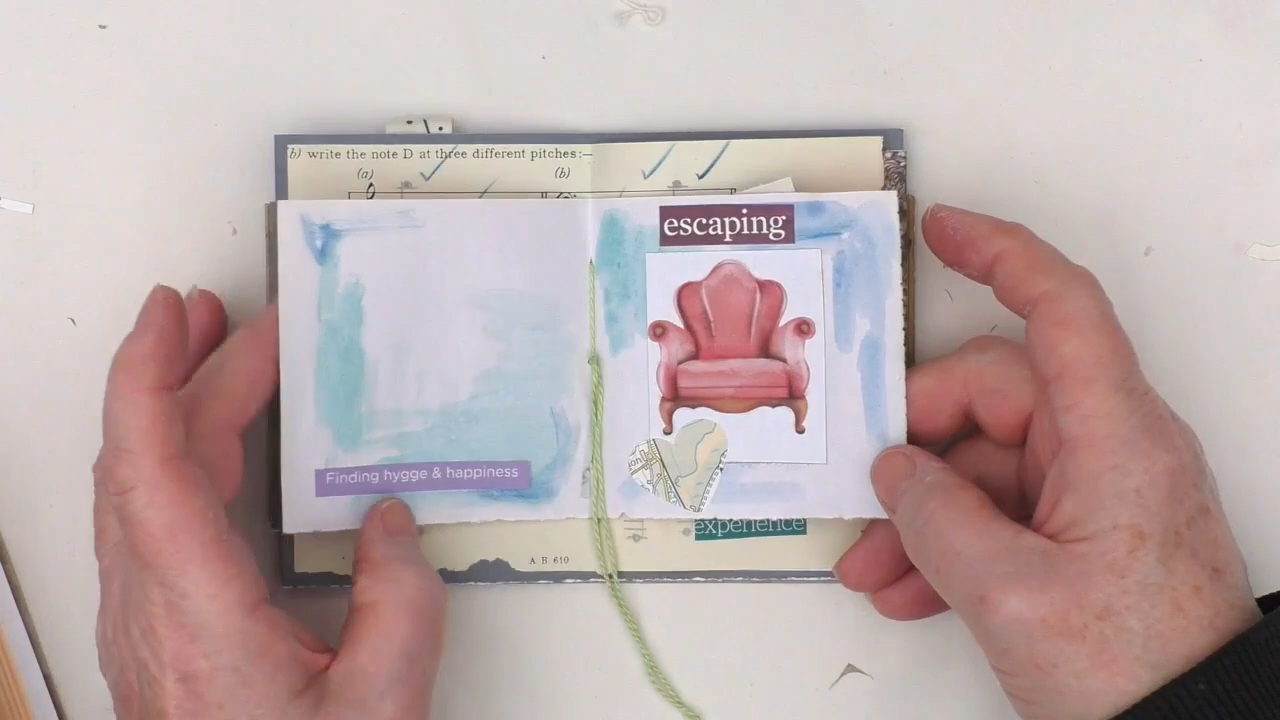 (b) write the note D at three different pitches:—
(a) (b)
escaping
Finding hygge & happiness
experience
A B 610